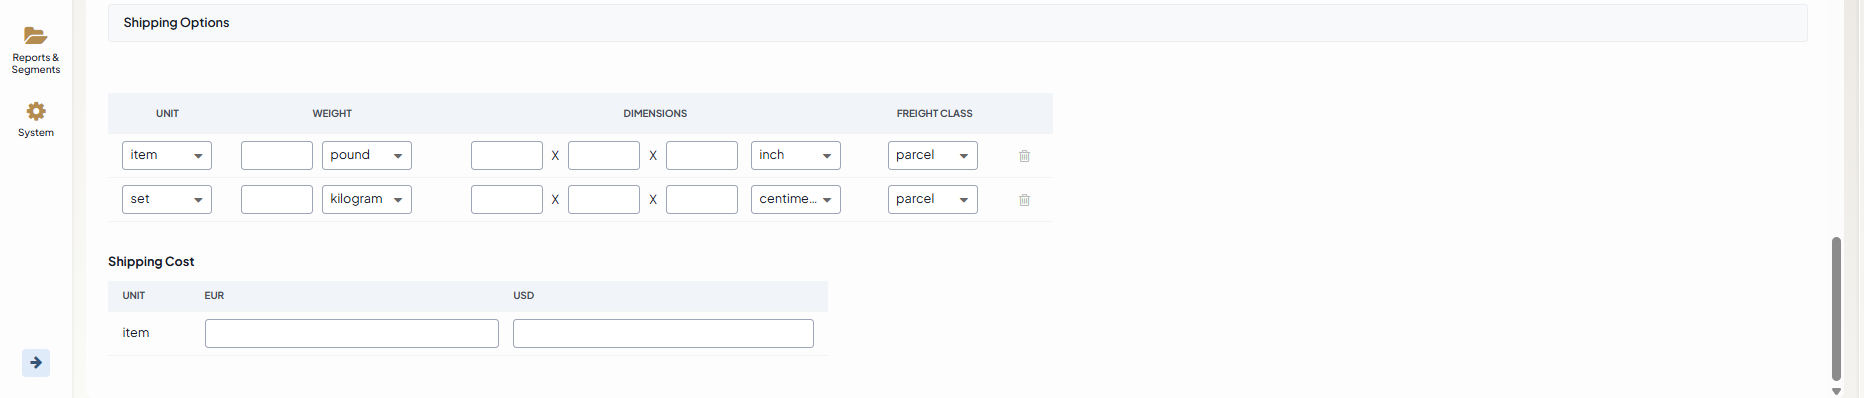 Shipping Options
Reports &
Segments
System
UNIT WEIGHT DIMENSIONS FREIGHT CLASS
item pound X X inch parcel
set kilogram X X centime... parcel
Shipping Cost
UNIT EUR USD
item